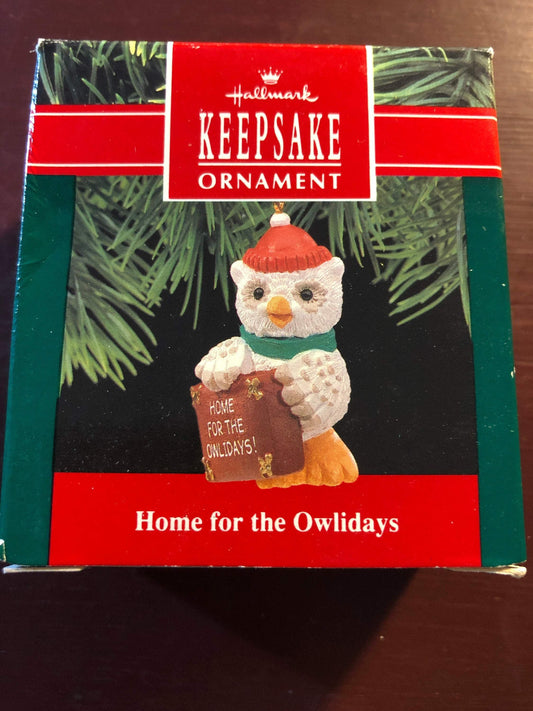 Hallmark
KEEPSAKE
ORNAMENT
HOME
FOR THE
OWLIDAYS!
Home for the Owlidays